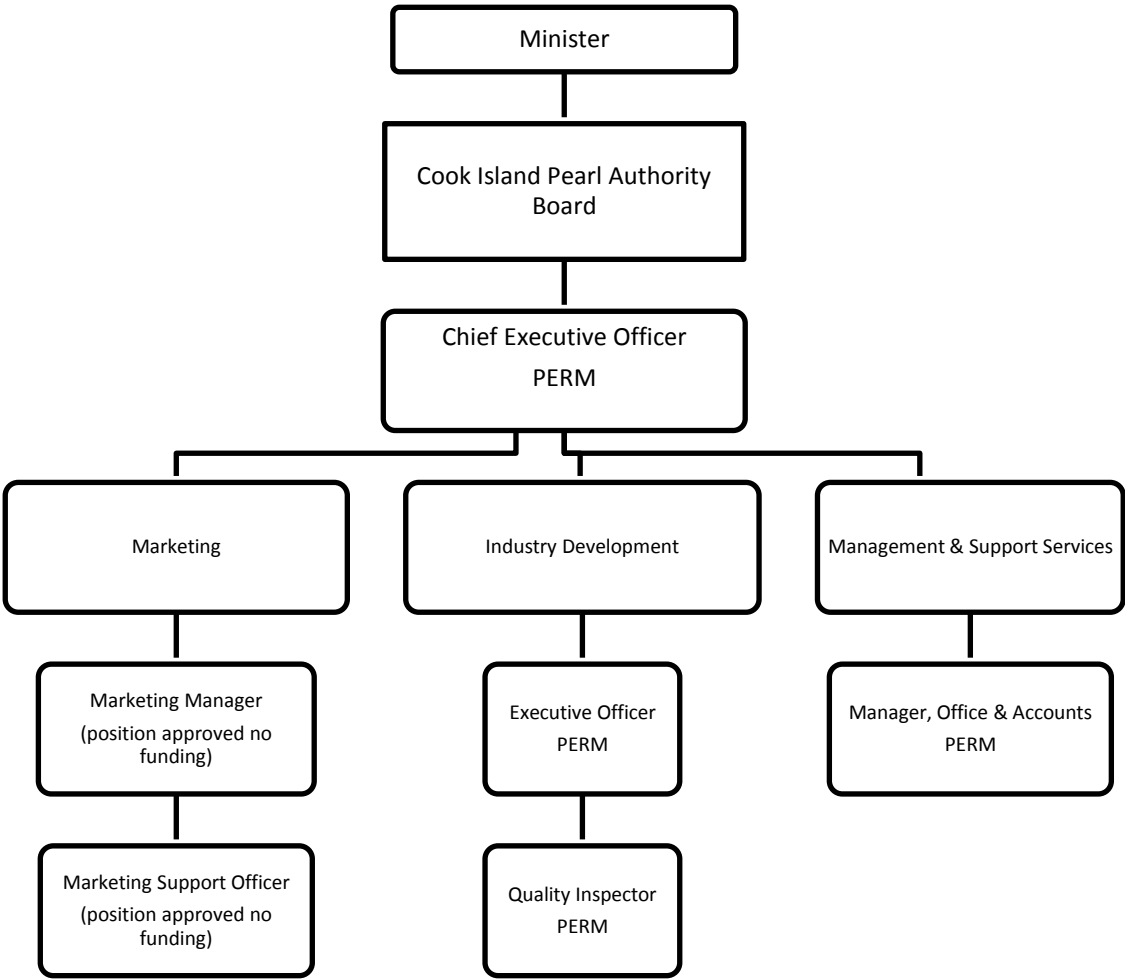 Minister
Cook Island Pearl Authority
Board
Chief Executive Officer
PERM
Marketing
Industry Development
Management & Support Services
Marketing Manager
(position approved no
funding)
Executive Officer
PERM
Manager, Office & Accounts
PERM
Marketing Support Officer
(position approved no
funding)
Quality Inspector
PERM